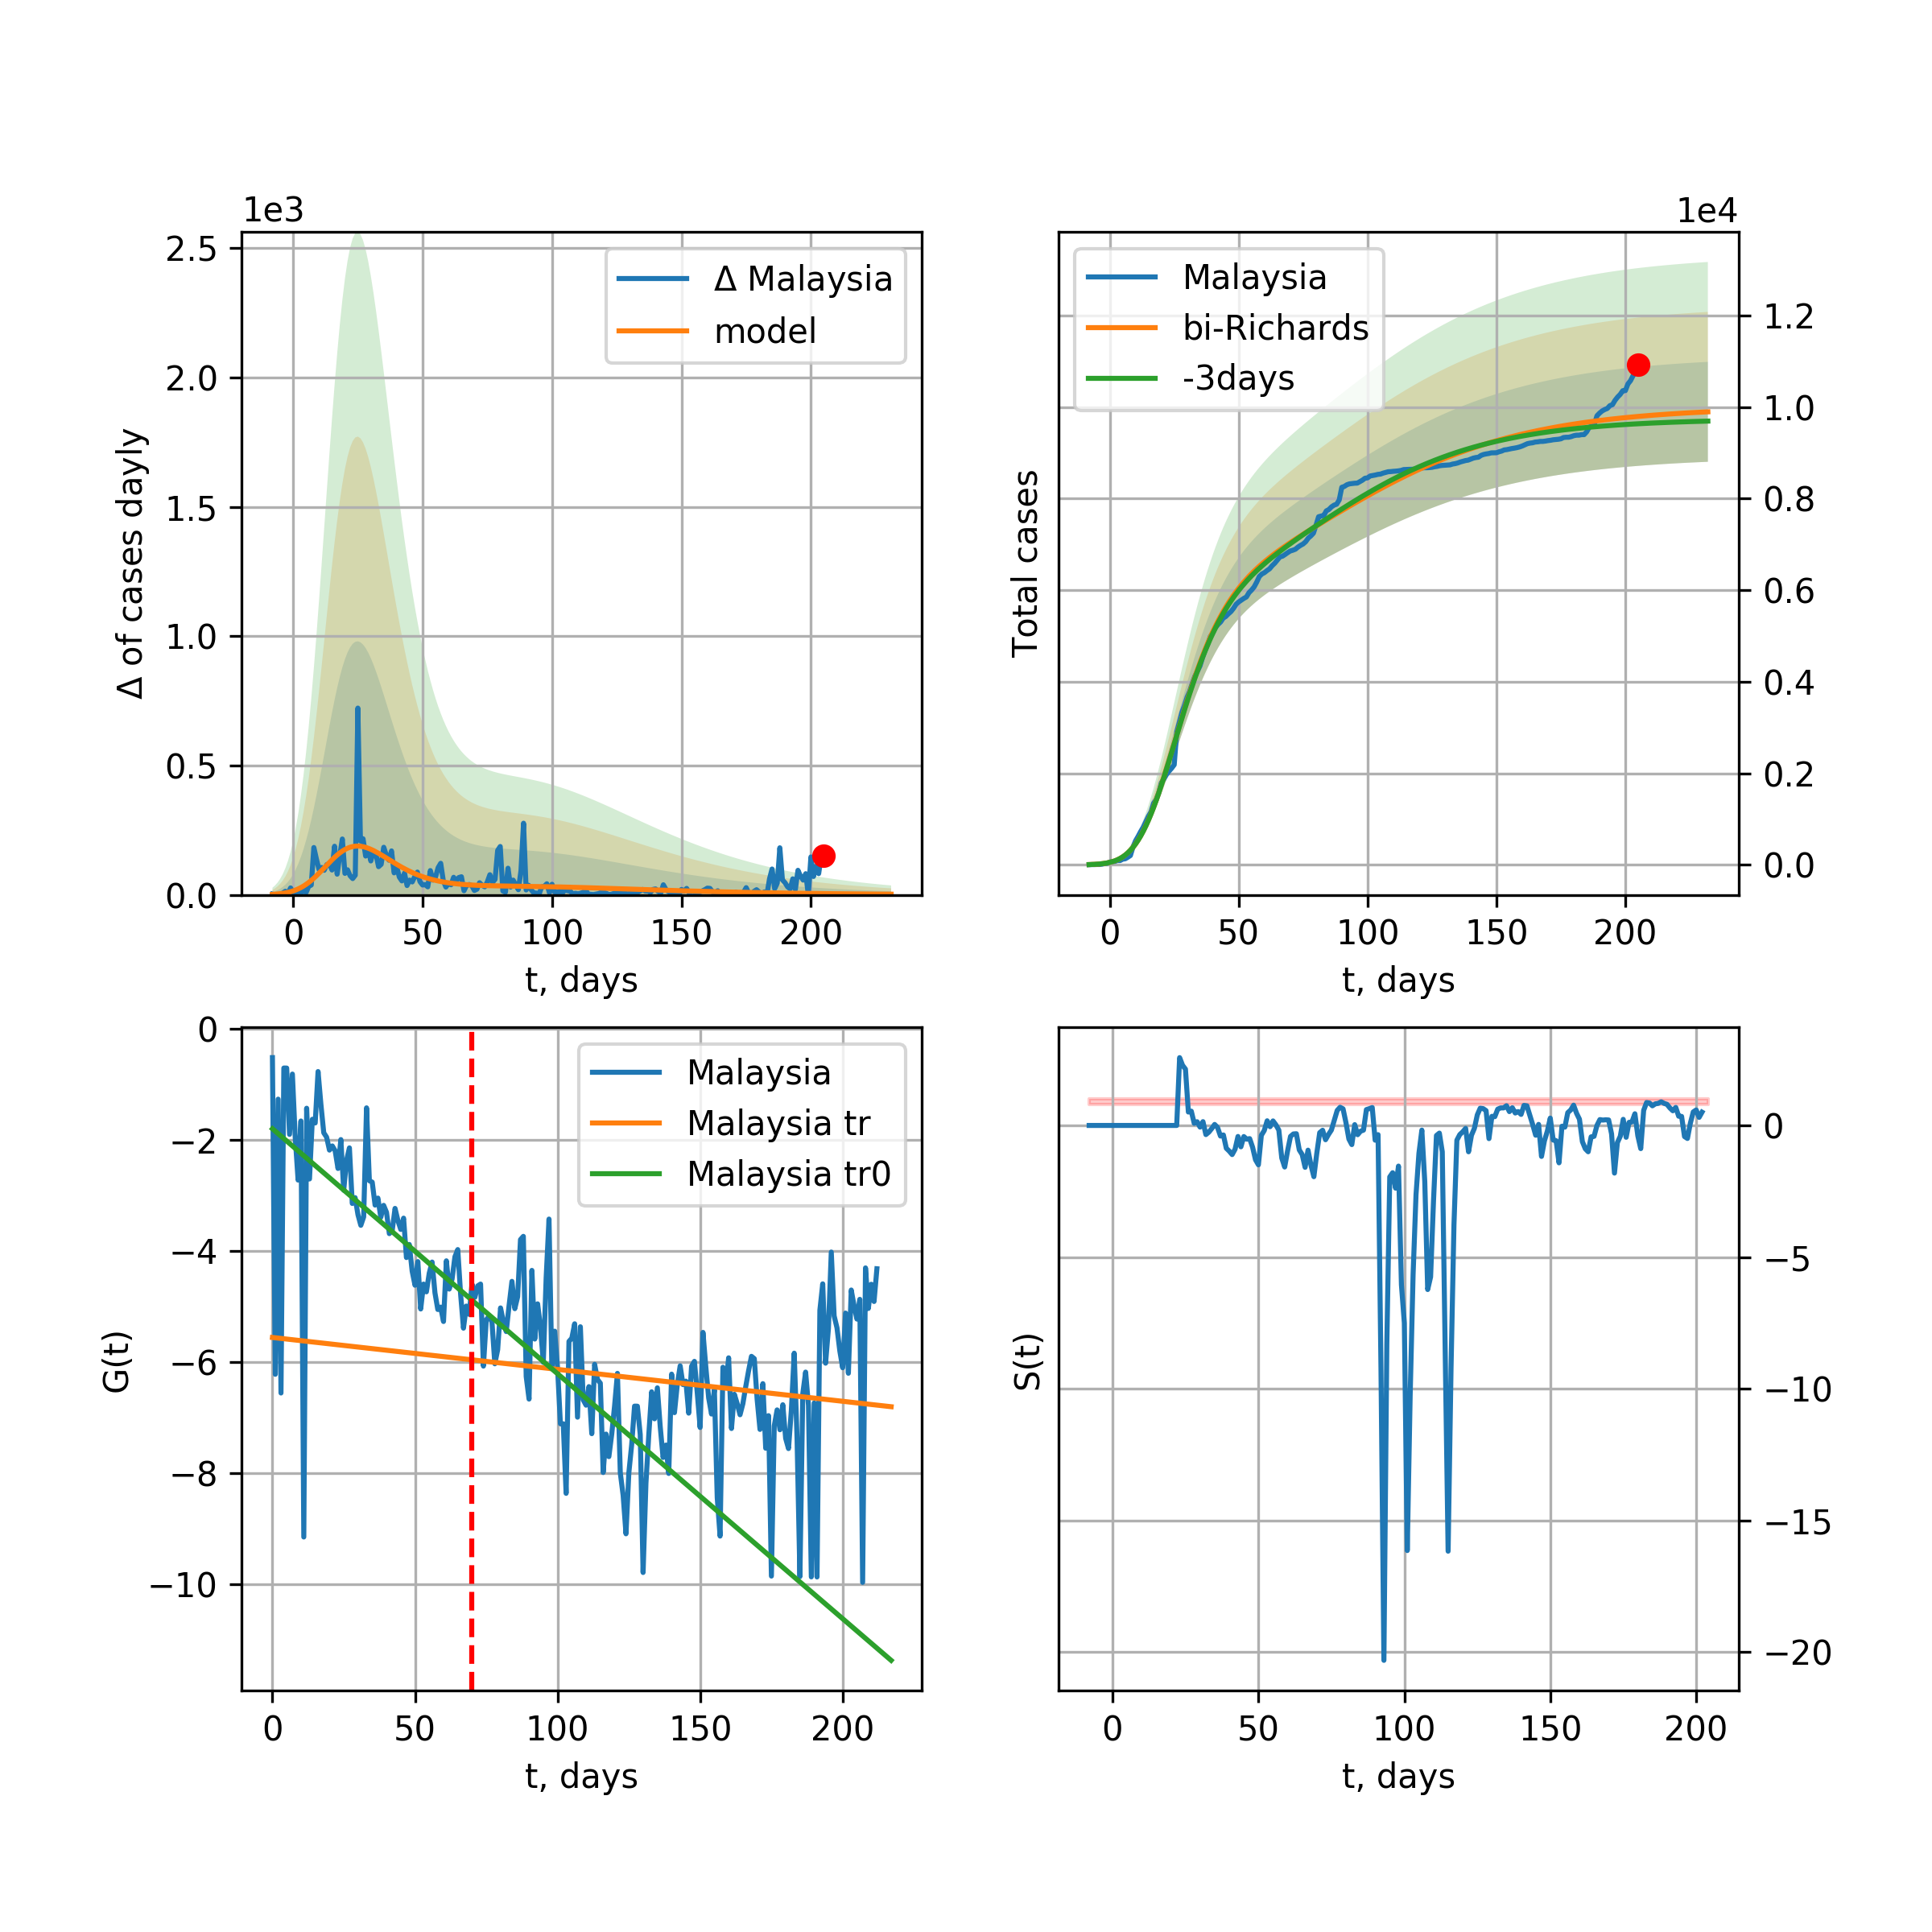 1e3
2.5
2.0
1.5
1.0
0.5
0.0
Δ of cases dayly
Δ Malaysia
model
0 50 100 150 200
t, days
1e4
Malaysia
bi-Richards
-3days
Total cases
1.2
1.0
0.8
0.6
0.4
0.2
0.0
0 50 100 150 200
t, days
0
−2
−4
−6
−8
−10
G(t)
Malaysia
Malaysia tr
Malaysia tr0
0 50 100 150 200
t, days
S(t)
0
−5
−10
−15
−20
0 50 100 150 200
t, days